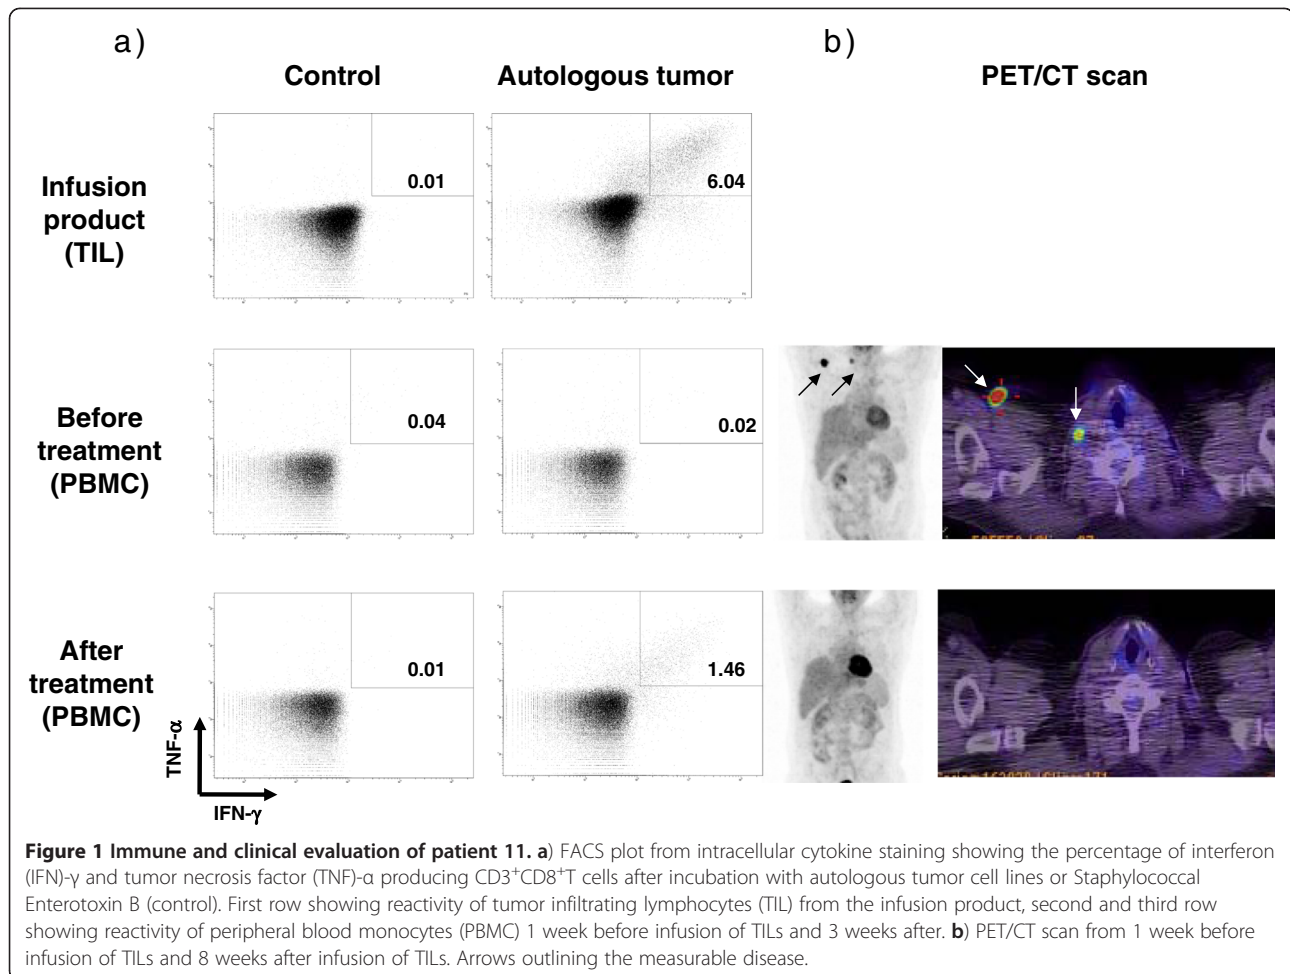 a)
b)
Control
Autologous tumor
PET/CT scan
Infusion
product
(TIL)
0.01
6.04
Before
treatment
(PBMC)
0.04
0.02
After
treatment
(PBMC)
0.01
1.46
TNF-α
IFN-γ
Figure 1 Immune and clinical evaluation of patient 11. a) FACS plot from intracellular cytokine staining showing the percentage of interferon
(IFN)-γ and tumor necrosis factor (TNF)-α producing CD3⁺CD8⁺T cells after incubation with autologous tumor cell lines or Staphylococcal
Enterotoxin B (control). First row showing reactivity of tumor infiltrating lymphocytes (TIL) from the infusion product, second and third row
showing reactivity of peripheral blood monocytes (PBMC) 1 week before infusion of TILs and 3 weeks after. b) PET/CT scan from 1 week before
infusion of TILs and 8 weeks after infusion of TILs. Arrows outlining the measurable disease.